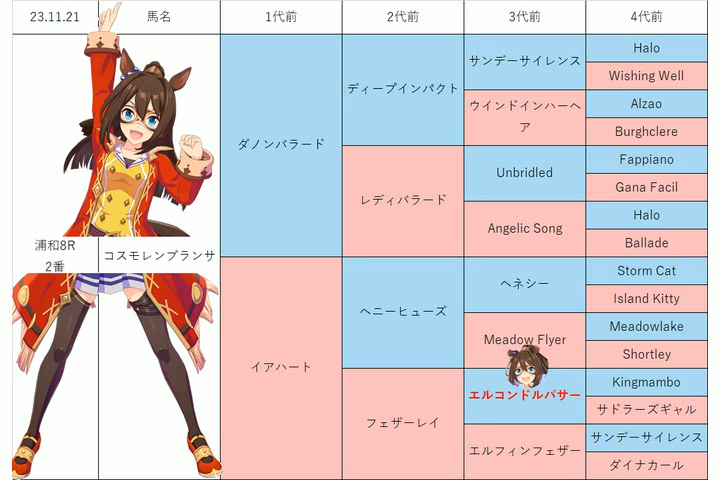 23.11.21 馬名 1代前 2代前 3代前 4代前
浦和8R
2番
コスモレンブランサ
ダノンバラード
イアハート
ディープインパクト
レディバラード
ヘニーヒューズ
フェザーレイ
サンデーサイレンス
ウインドインハーヘ
ア
Unbridled
Angelic Song
ヘネシー
Meadow Flyer
エルコンドルパサー
エルフィンフェザー
Halo
Wishing Well
Alzao
Burghclere
Fappiano
Gana Facil
Halo
Ballade
Storm Cat
Island Kitty
Meadowlake
Shortley
Kingmambo
サドラーズギャル
サンデーサイレンス
ダイナカール